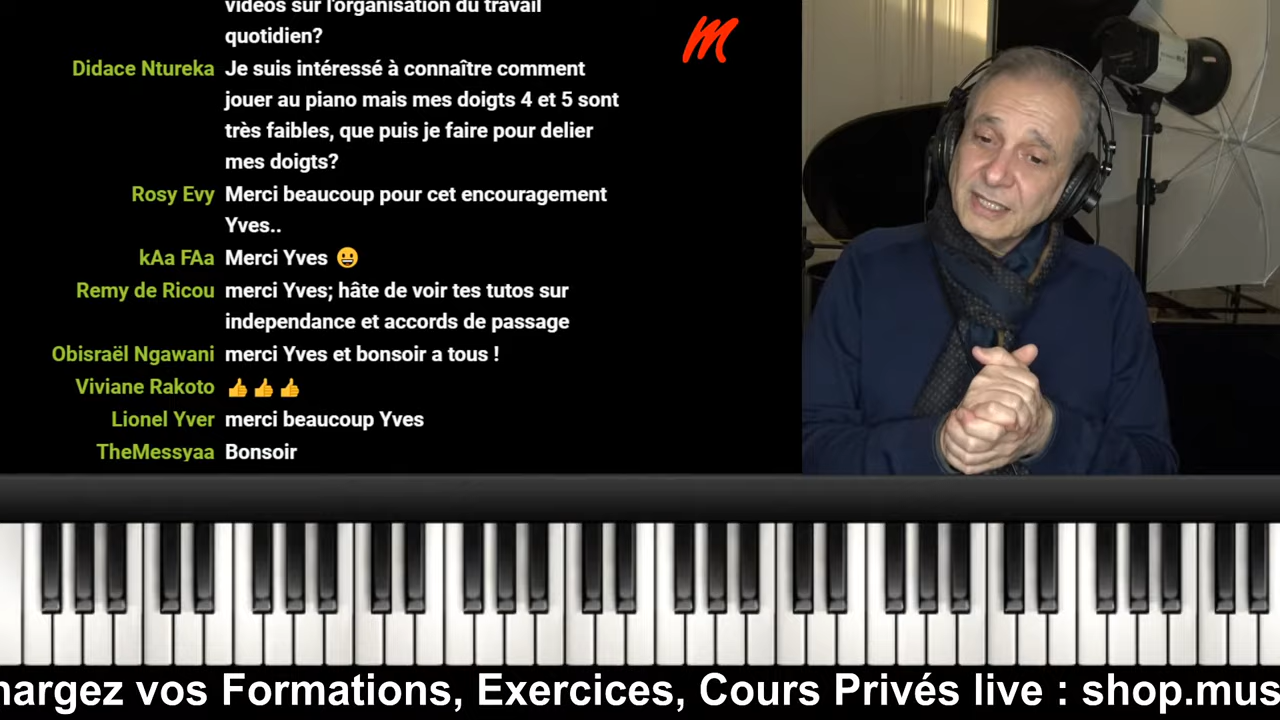 vidéos sur l'organisation du travail
quotidien?
Didace Ntureka Je suis intéressé à connaître comment
jouer au piano mais mes doigts 4 et 5 sont
très faibles, que puis je faire pour delier
mes doigts?
Rosy Evy Merci beaucoup pour cet encouragement
Yves..
kAa FAa Merci Yves 😀
Remy de Ricou merci Yves; hâte de voir tes tutos sur
independance et accords de passage
Obisraël Ngawani merci Yves et bonsoir a tous !
Viviane Rakoto 👍👍👍
Lionel Yver merci beaucoup Yves
TheMessyaa Bonsoir
m
hargez vos Formations, Exercices, Cours Privés live : shop.mus